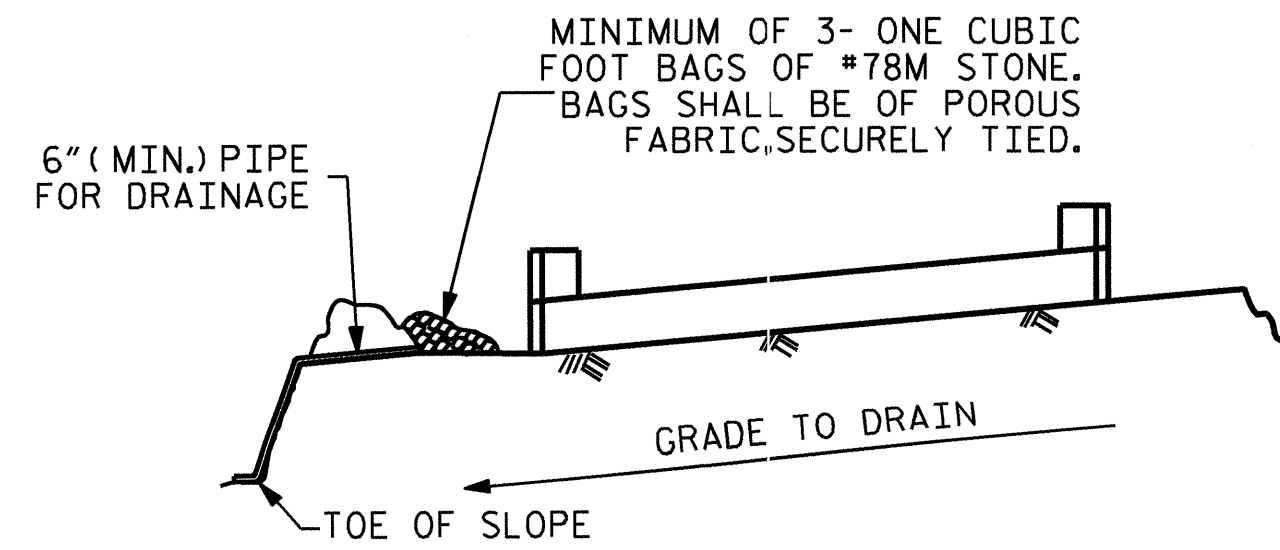 MINIMUM OF 3- ONE CUBIC
FOOT BAGS OF #78M STONE.
BAGS SHALL BE OF POROUS
FABRIC,SECURELY TIED.
6"(MIN.) PIPE
FOR DRAINAGE
GRADE TO DRAIN
TOE OF SLOPE